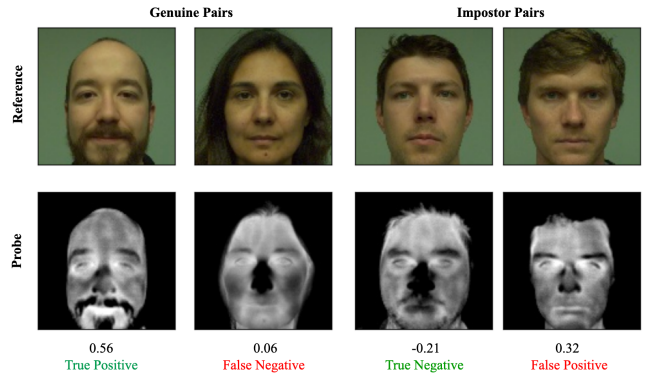 Genuine Pairs Impostor Pairs
Reference
Probe
0.56 0.06 -0.21 0.32
True Positive False Negative True Negative False Positive